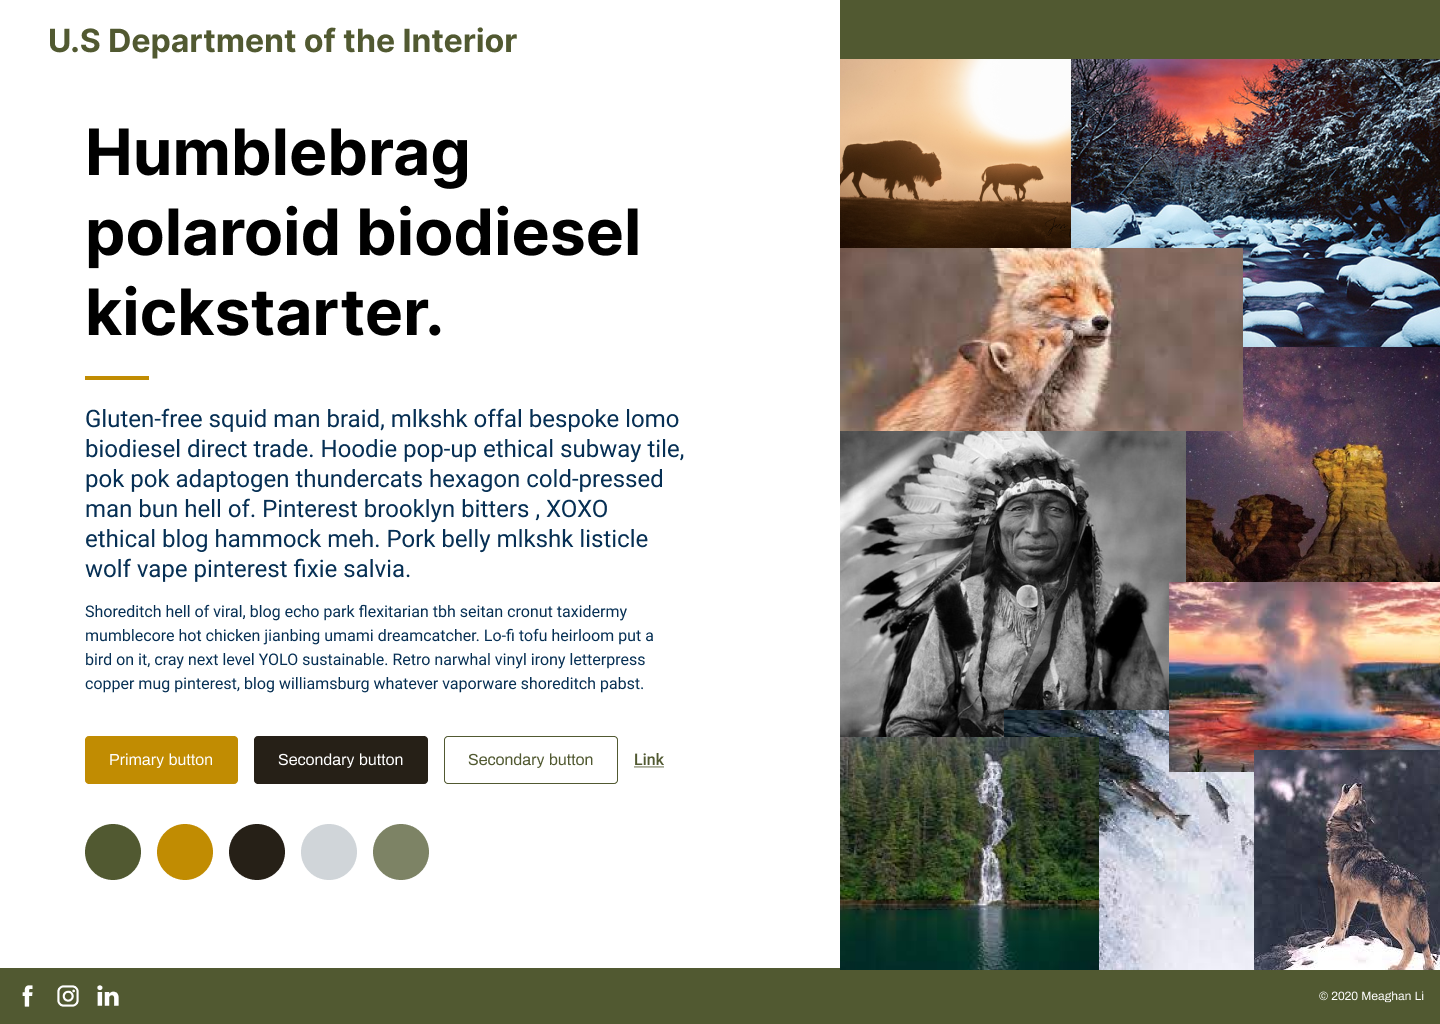 U.S Department of the Interior
Humblebrag
polaroid biodiesel
kickstarter.
Gluten-free squid man braid, mlkshk offal bespoke lomo
biodiesel direct trade. Hoodie pop-up ethical subway tile,
pok pok adaptogen thundercats hexagon cold-pressed
man bun hell of. Pinterest brooklyn bitters , XOXO
ethical blog hammock meh. Pork belly mlkshk listicle
wolf vape pinterest fixie salvia.
Shoreditch hell of viral, blog echo park flexitarian tbh seitan cronut taxidermy
mumblecore hot chicken jianbing umami dreamcatcher. Lo-fi tofu heirloom put a
bird on it, cray next level YOLO sustainable. Retro narwhal vinyl irony letterpress
copper mug pinterest, blog williamsburg whatever vaporware shoreditch pabst.
Primary button Secondary button Secondary button Link
© 2020 Meaghan Li